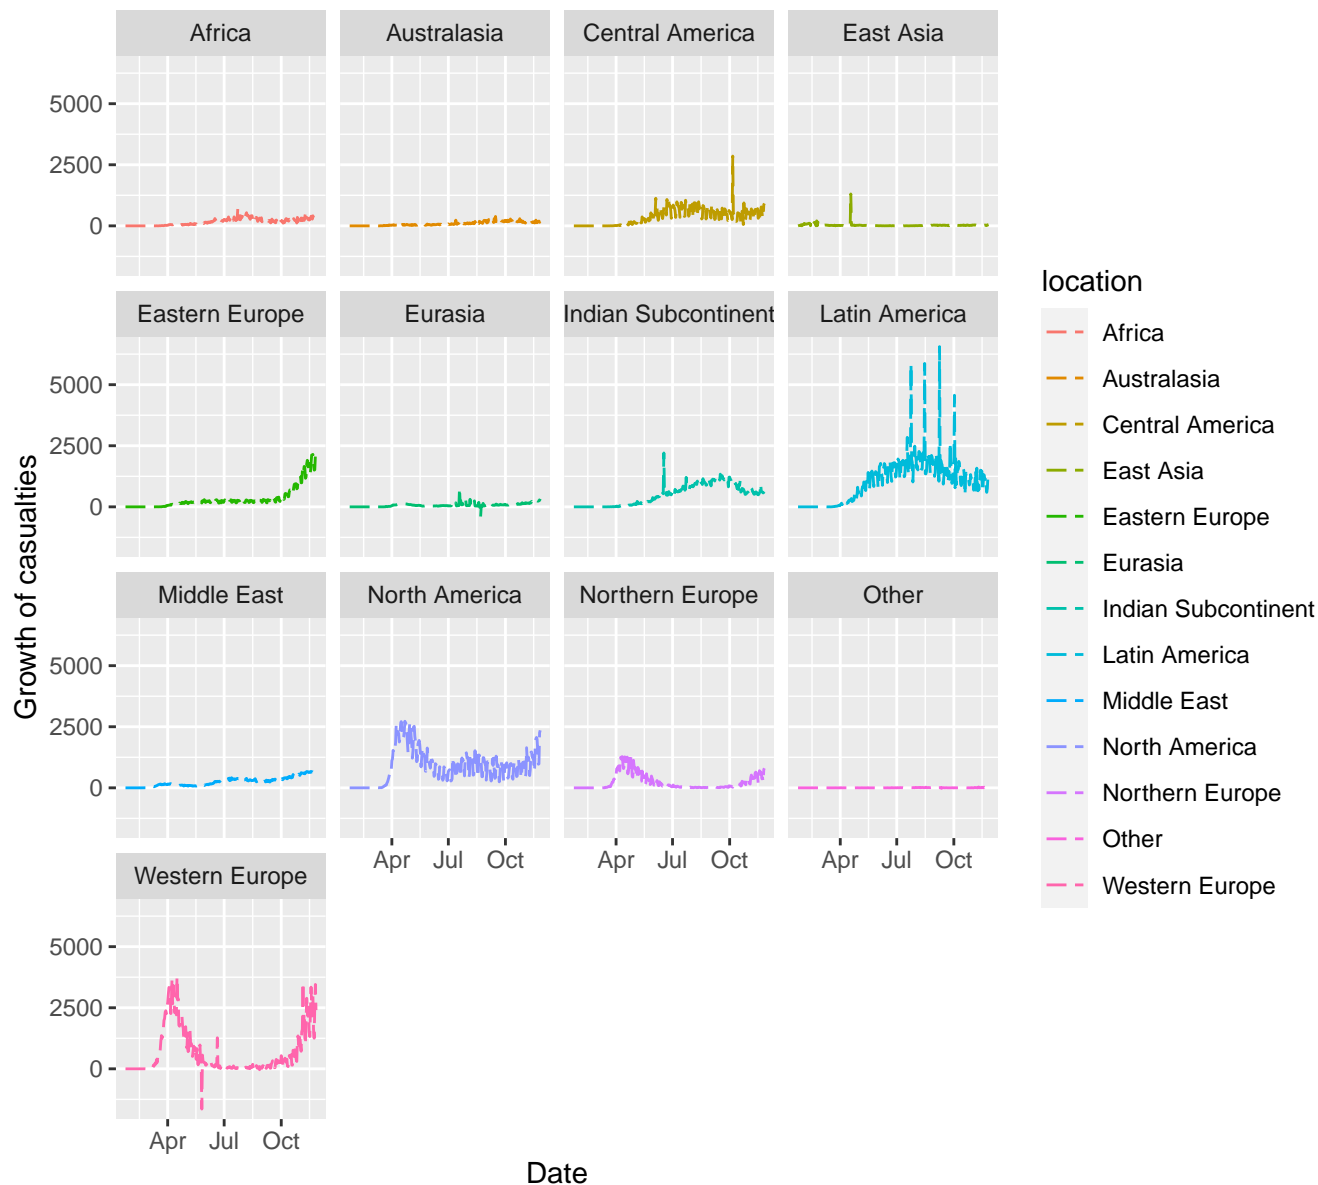 Africa
Australasia
Central America
East Asia
5000
2500
0
Eastern Europe
Eurasia
Indian Subcontinent
Latin America
5000
2500
0
Middle East
North America
Northern Europe
Other
5000
2500
0
Apr Jul Oct
Apr Jul Oct
Apr Jul Oct
Western Europe
5000
2500
0
Apr Jul Oct
Growth of casualties
Date
location
Africa
Australasia
Central America
East Asia
Eastern Europe
Eurasia
Indian Subcontinent
Latin America
Middle East
North America
Northern Europe
Other
Western Europe